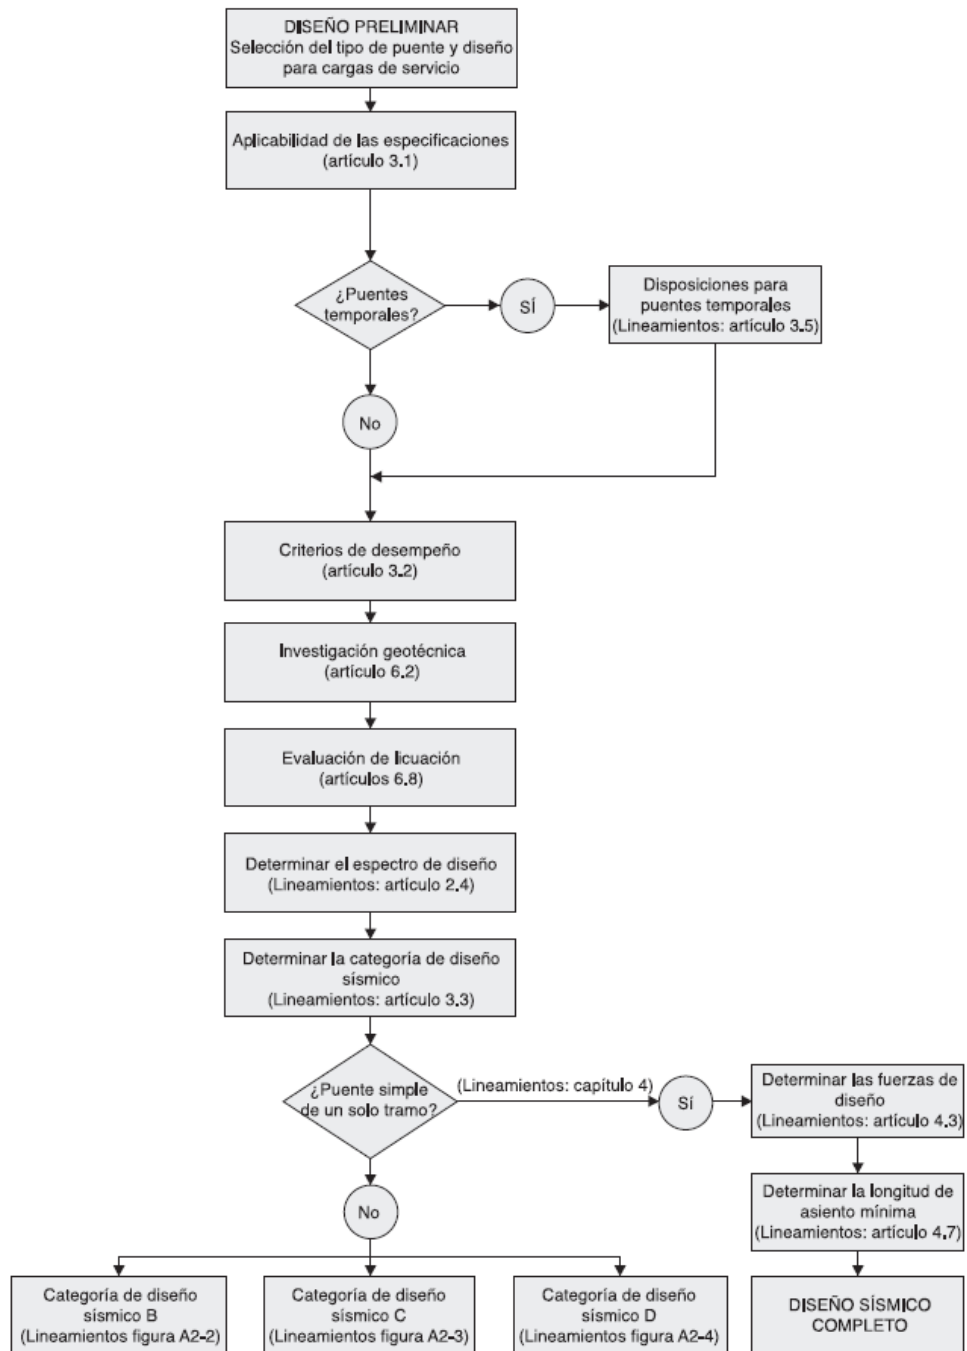 DISEÑO PRELIMINAR
Selección del tipo de puente y diseño
para cargas de servicio
Aplicabilidad de las especificaciones
(artículo 3.1)
¿Puentes
temporales?
SÍ
Disposiciones para
puentes temporales
(Lineamientos: artículo 3.5)
No
Criterios de desempeño
(artículo 3.2)
Investigación geotécnica
(artículo 6.2)
Evaluación de licuación
(artículos 6.8)
Determinar el espectro de diseño
(Lineamientos: artículo 2.4)
Determinar la categoría de diseño
sísmico
(Lineamientos: artículo 3.3)
¿Puente simple
de un solo tramo?
(Lineamientos: capítulo 4)
Sí
Determinar las fuerzas de
diseño
(Lineamientos: artículo 4.3)
Determinar la longitud de
asiento mínima
(Lineamientos: artículo 4.7)
DISEÑO SÍSMICO
COMPLETO
No
Categoría de diseño
sísmico B
(Lineamientos figura A2-2)
Categoría de diseño
sísmico C
(Lineamientos figura A2-3)
Categoría de diseño
sísmico D
(Lineamientos figura A2-4)